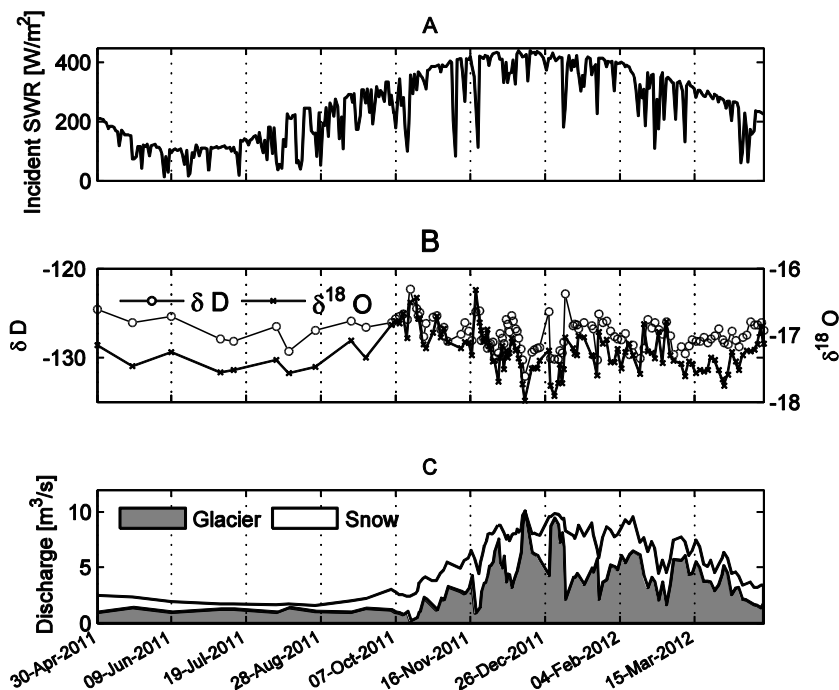 A
Incident SWR [W/m²]
400
200
0
B
δ D
-120
-130
δ D
δ¹⁸ O
-16
-17
-18
δ¹⁸ O
C
Discharge [m³/s]
10
5
0
Glacier
Snow
30-Apr-2011
09-Jun-2011
19-Jul-2011
28-Aug-2011
07-Oct-2011
16-Nov-2011
26-Dec-2011
04-Feb-2012
15-Mar-2012